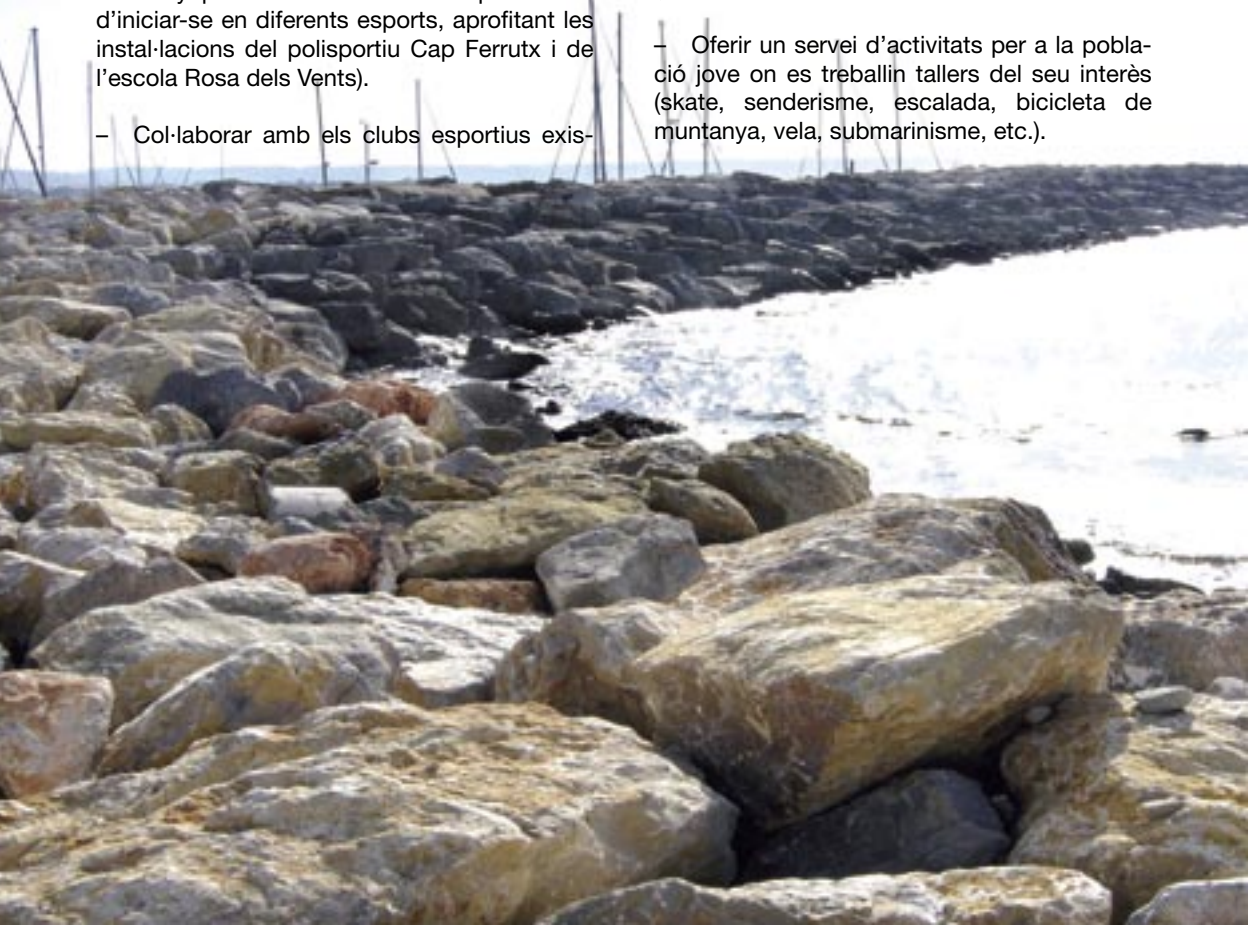 d'iniciar-se en diferents esports, aprofitant les
instal·lacions del polisportiu Cap Ferrutx i de
l'escola Rosa dels Vents).
– Col·laborar amb els clubs esportius exis-
– Oferir un servei d'activitats per a la pobla-
ció jove on es treballin tallers del seu interès
(skate, senderisme, escalada, bicicleta de
muntanya, vela, submarinisme, etc.).